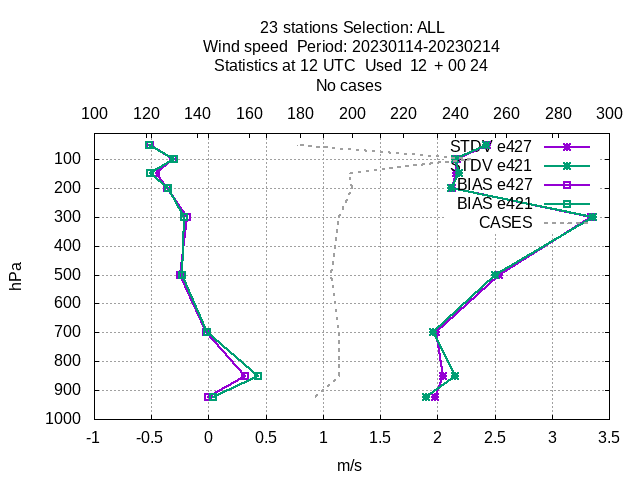 23 stations Selection: ALL
Wind speed  Period: 20230114-20230214
Statistics at 12 UTC  Used  12  + 00 24
No cases
100 120 140 160 180 200 220 240 260 280 300
STDV e427
STDV e421
BIAS e427
BIAS e421
CASES
100
200
300
400
500
600
700
800
900
1000
hPa
-1 -0.5 0 0.5 1 1.5 2 2.5 3 3.5
m/s